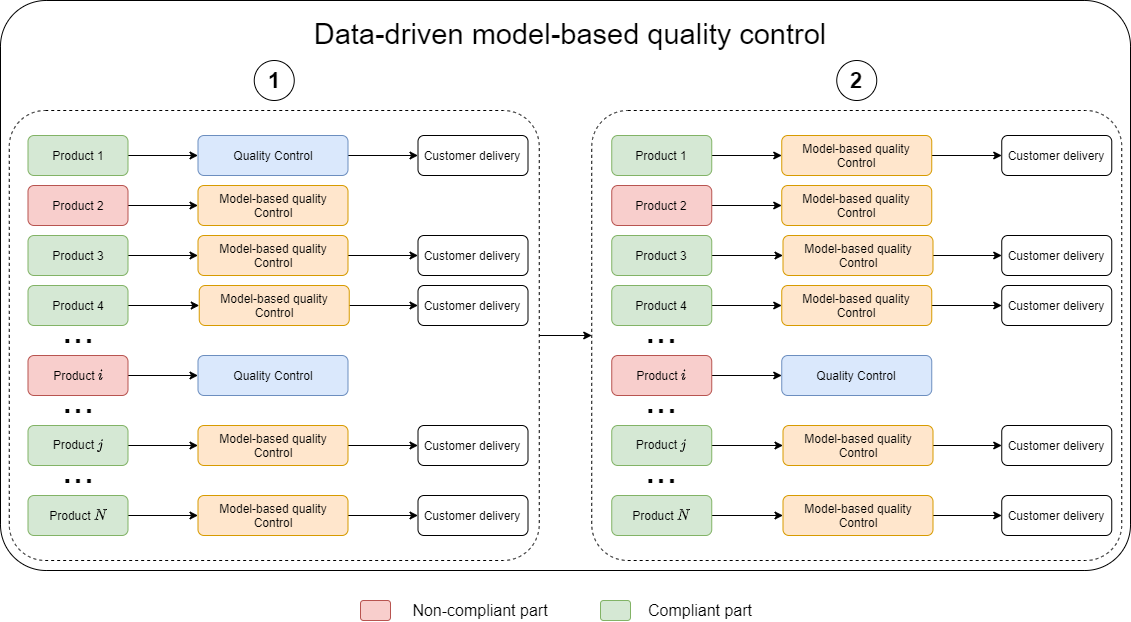 Data-driven model-based quality control
1
2
Product 1
Quality Control
Customer delivery
Product 2
Model-based quality
Control
Product 3
Model-based quality
Control
Customer delivery
Product 4
Model-based quality
Control
Customer delivery
...
Product i
Quality Control
...
Product j
Model-based quality
Control
Customer delivery
...
Product N
Model-based quality
Control
Customer delivery
Product 1
Model-based quality
Control
Customer delivery
Product 2
Model-based quality
Control
Product 3
Model-based quality
Control
Customer delivery
Product 4
Model-based quality
Control
Customer delivery
...
Product i
Quality Control
...
Product j
Model-based quality
Control
Customer delivery
...
Product N
Model-based quality
Control
Customer delivery
Non-compliant part
Compliant part